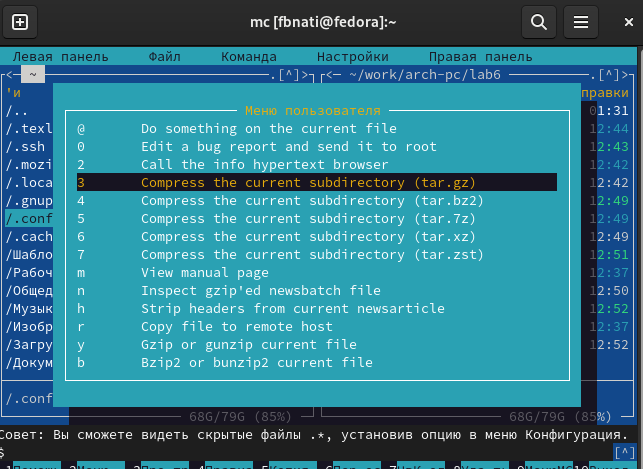 mc [fbnati@fedora]:~
Левая панель Файл Команда Настройки Правая панель
<— ~ .[^]> <— ~/work/arch-pc/lab6 .[^]>
'и правки
Меню пользователя
/.. 01:31
@ Do something on the current file
/.texl 12:44
0 Edit a bug report and send it to root
/.ssh 12:43
2 Call the info hypertext browser
/.mozi 12:42
3 Compress the current subdirectory (tar.gz)
/.loca 12:42
4 Compress the current subdirectory (tar.bz2)
/.gnup 12:49
5 Compress the current subdirectory (tar.7z)
/.conf 12:49
6 Compress the current subdirectory (tar.xz)
/.cach 12:49
7 Compress the current subdirectory (tar.zst)
/Шабло 12:51
m View manual page
/Рабоч 12:37
n Inspect gzip'ed newsbatch file
/Общед 12:50
h Strip headers from current newsarticle
/Музык 12:52
r Copy file to remote host
/Изобр 12:37
y Gzip or gunzip current file
/Загру 12:52
b Bzip2 or bunzip2 current file
/Докум
/.conf
68G/79G (85%) 68G/79G (85%)
Совет: Вы сможете видеть скрытые файлы .*, установив опцию в меню Конфигурация.
$ [^]